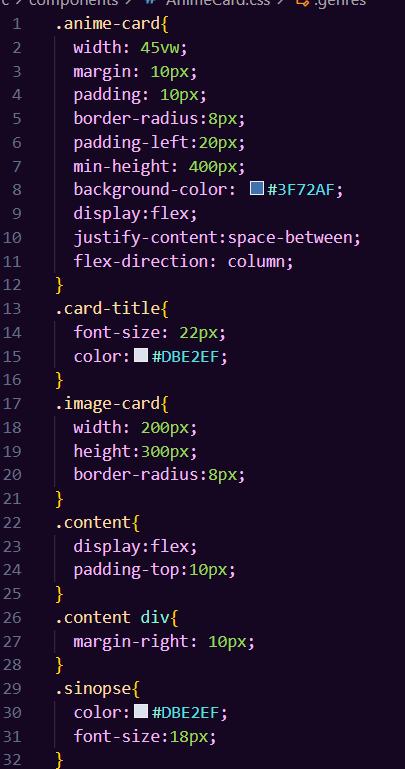 c > components > AnimeCard.css > .genres
1 .anime-card{
2 width: 45vw;
3 margin: 10px;
4 padding: 10px;
5 border-radius:8px;
6 padding-left:20px;
7 min-height: 400px;
8 background-color: #3F72AF;
9 display:flex;
10 justify-content:space-between;
11 flex-direction: column;
12 }
13 .card-title{
14 font-size: 22px;
15 color:#DBE2EF;
16 }
17 .image-card{
18 width: 200px;
19 height:300px;
20 border-radius:8px;
21 }
22 .content{
23 display:flex;
24 padding-top:10px;
25 }
26 .content div{
27 margin-right: 10px;
28 }
29 .sinopse{
30 color:#DBE2EF;
31 font-size:18px;
32 }